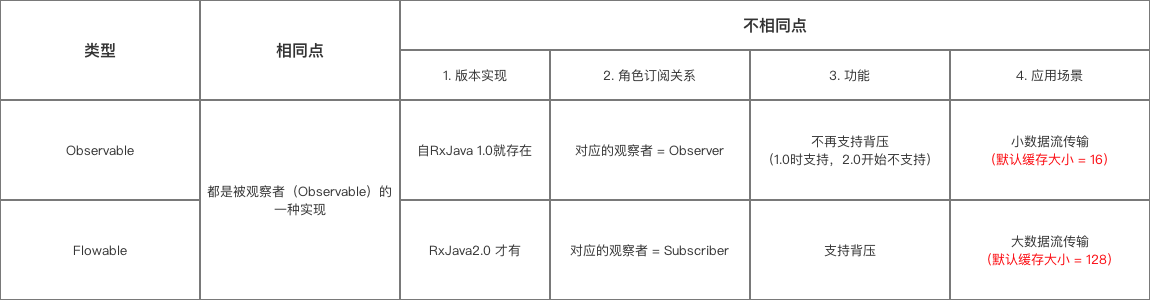 类型
相同点
不相同点
1. 版本实现
2. 角色订阅关系
3. 功能
4. 应用场景
Observable
都是被观察者（Observable）的
一种实现
自RxJava 1.0就存在
对应的观察者 = Observer
不再支持背压
（1.0时支持，2.0开始不支持）
小数据流传输
（默认缓存大小 = 16）
Flowable
RxJava2.0 才有
对应的观察者 = Subscriber
支持背压
大数据流传输
（默认缓存大小 = 128）